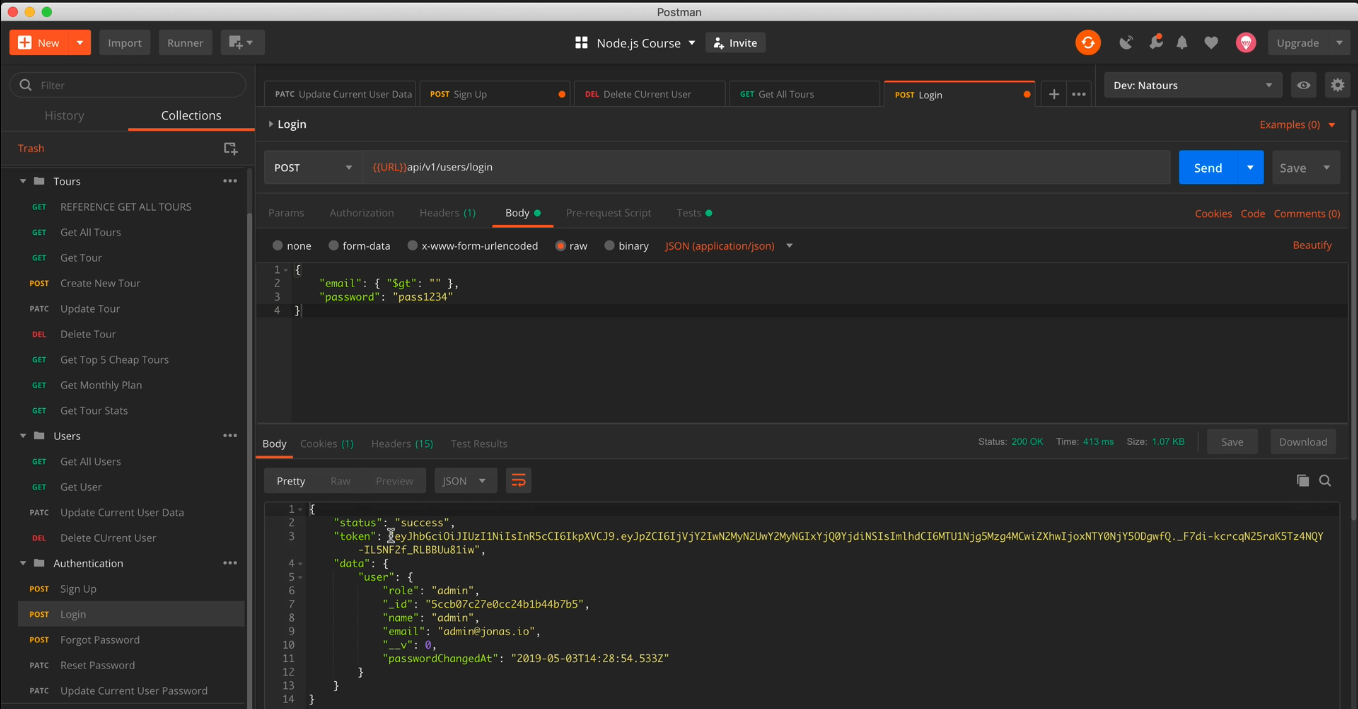 Postman
New
Import
Runner
Node.js Course
Invite
Upgrade
Filter
History
Collections
Trash
Tours
GET REFERENCE GET ALL TOURS
GET Get All Tours
GET Get Tour
POST Create New Tour
PATC Update Tour
DEL Delete Tour
GET Get Top 5 Cheap Tours
GET Get Monthly Plan
GET Get Tour Stats
Users
GET Get All Users
GET Get User
PATC Update Current User Data
DEL Delete CUrrent User
Authentication
POST Sign Up
POST Login
POST Forgot Password
PATC Reset Password
PATC Update Current User Password
PATC Update Current User Data
POST Sign Up
DEL Delete CUrrent User
GET Get All Tours
POST Login
Dev: Natours
Login
Examples (0)
POST
{{URL}}api/v1/users/login
Send
Save
Params
Authorization
Headers (1)
Body
Pre-request Script
Tests
Cookies Code Comments (0)
none
form-data
x-www-form-urlencoded
raw
binary
JSON (application/json)
Beautify
1 {
2 "email": { "$gt": "" },
3 "password": "pass1234"
4 }
Body
Cookies (1)
Headers (15)
Test Results
Status: 200 OK Time: 413 ms Size: 1.07 KB
Save
Download
Pretty
Raw
Preview
JSON
1 {
2 "status": "success",
3 "token":
4 "data": {
5 "user": {
6 "role": "admin",
7 "_id": "5ccb07c27e0cc24b1b44b7b5",
8 "name": "admin",
9 "email": "admin@jonas.io",
10 "__v": 0,
11 "passwordChangedAt": "2019-05-03T14:28:54.533Z"
12 }
13 }
14 }